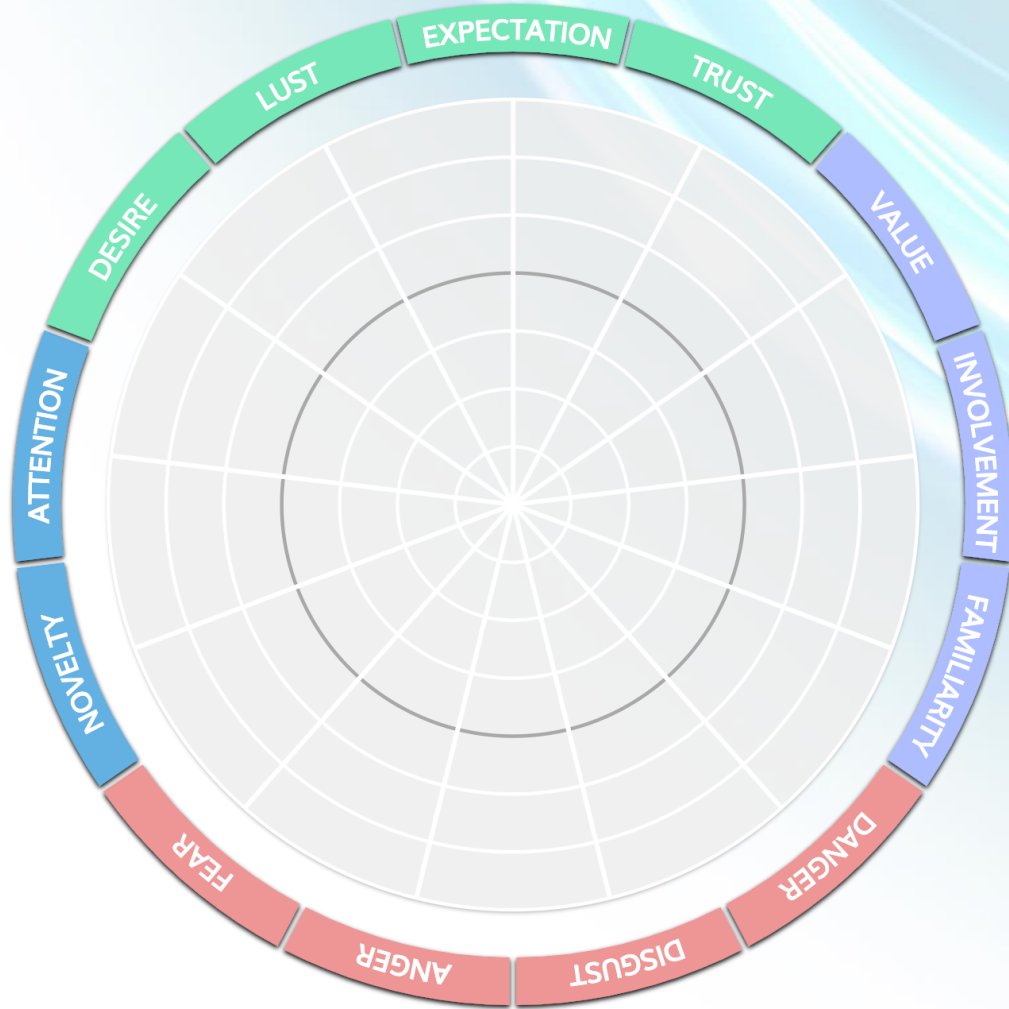 EXPECTATION
TRUST
VALUE
INVOLVEMENT
FAMILIARITY
DANGER
DISGUST
ANGER
FEAR
NOVELTY
ATTENTION
DESIRE
LUST